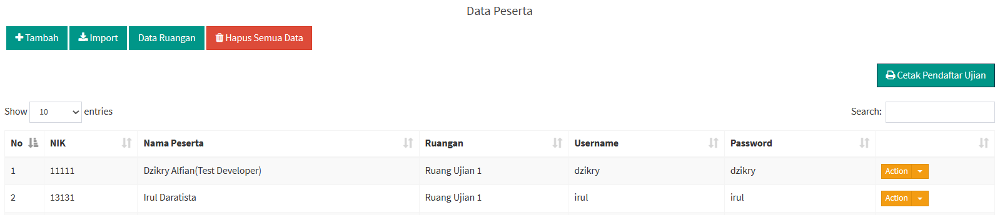 Data Peserta
Tambah Import Data Ruangan Hapus Semua Data
Cetak Pendaftar Ujian
Show 10 entries Search:
No NIK Nama Peserta Ruangan Username Password
1 11111 Dzikry Alfian(Test Developer) Ruang Ujian 1 dzikry dzikry Action
2 13131 Irul Daratista Ruang Ujian 1 irul irul Action